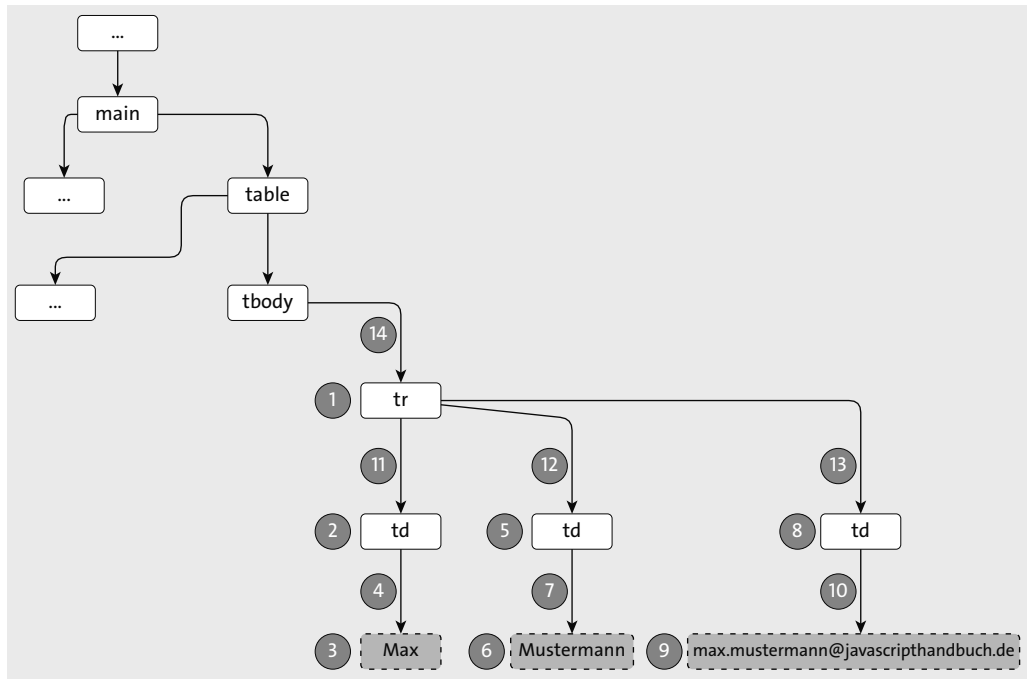 ...
main
...
table
...
tbody
14
1
tr
11
12
13
2
td
5
td
8
td
4
7
10
3
Max
6
Mustermann
9
max.mustermann@javascripthandbuch.de